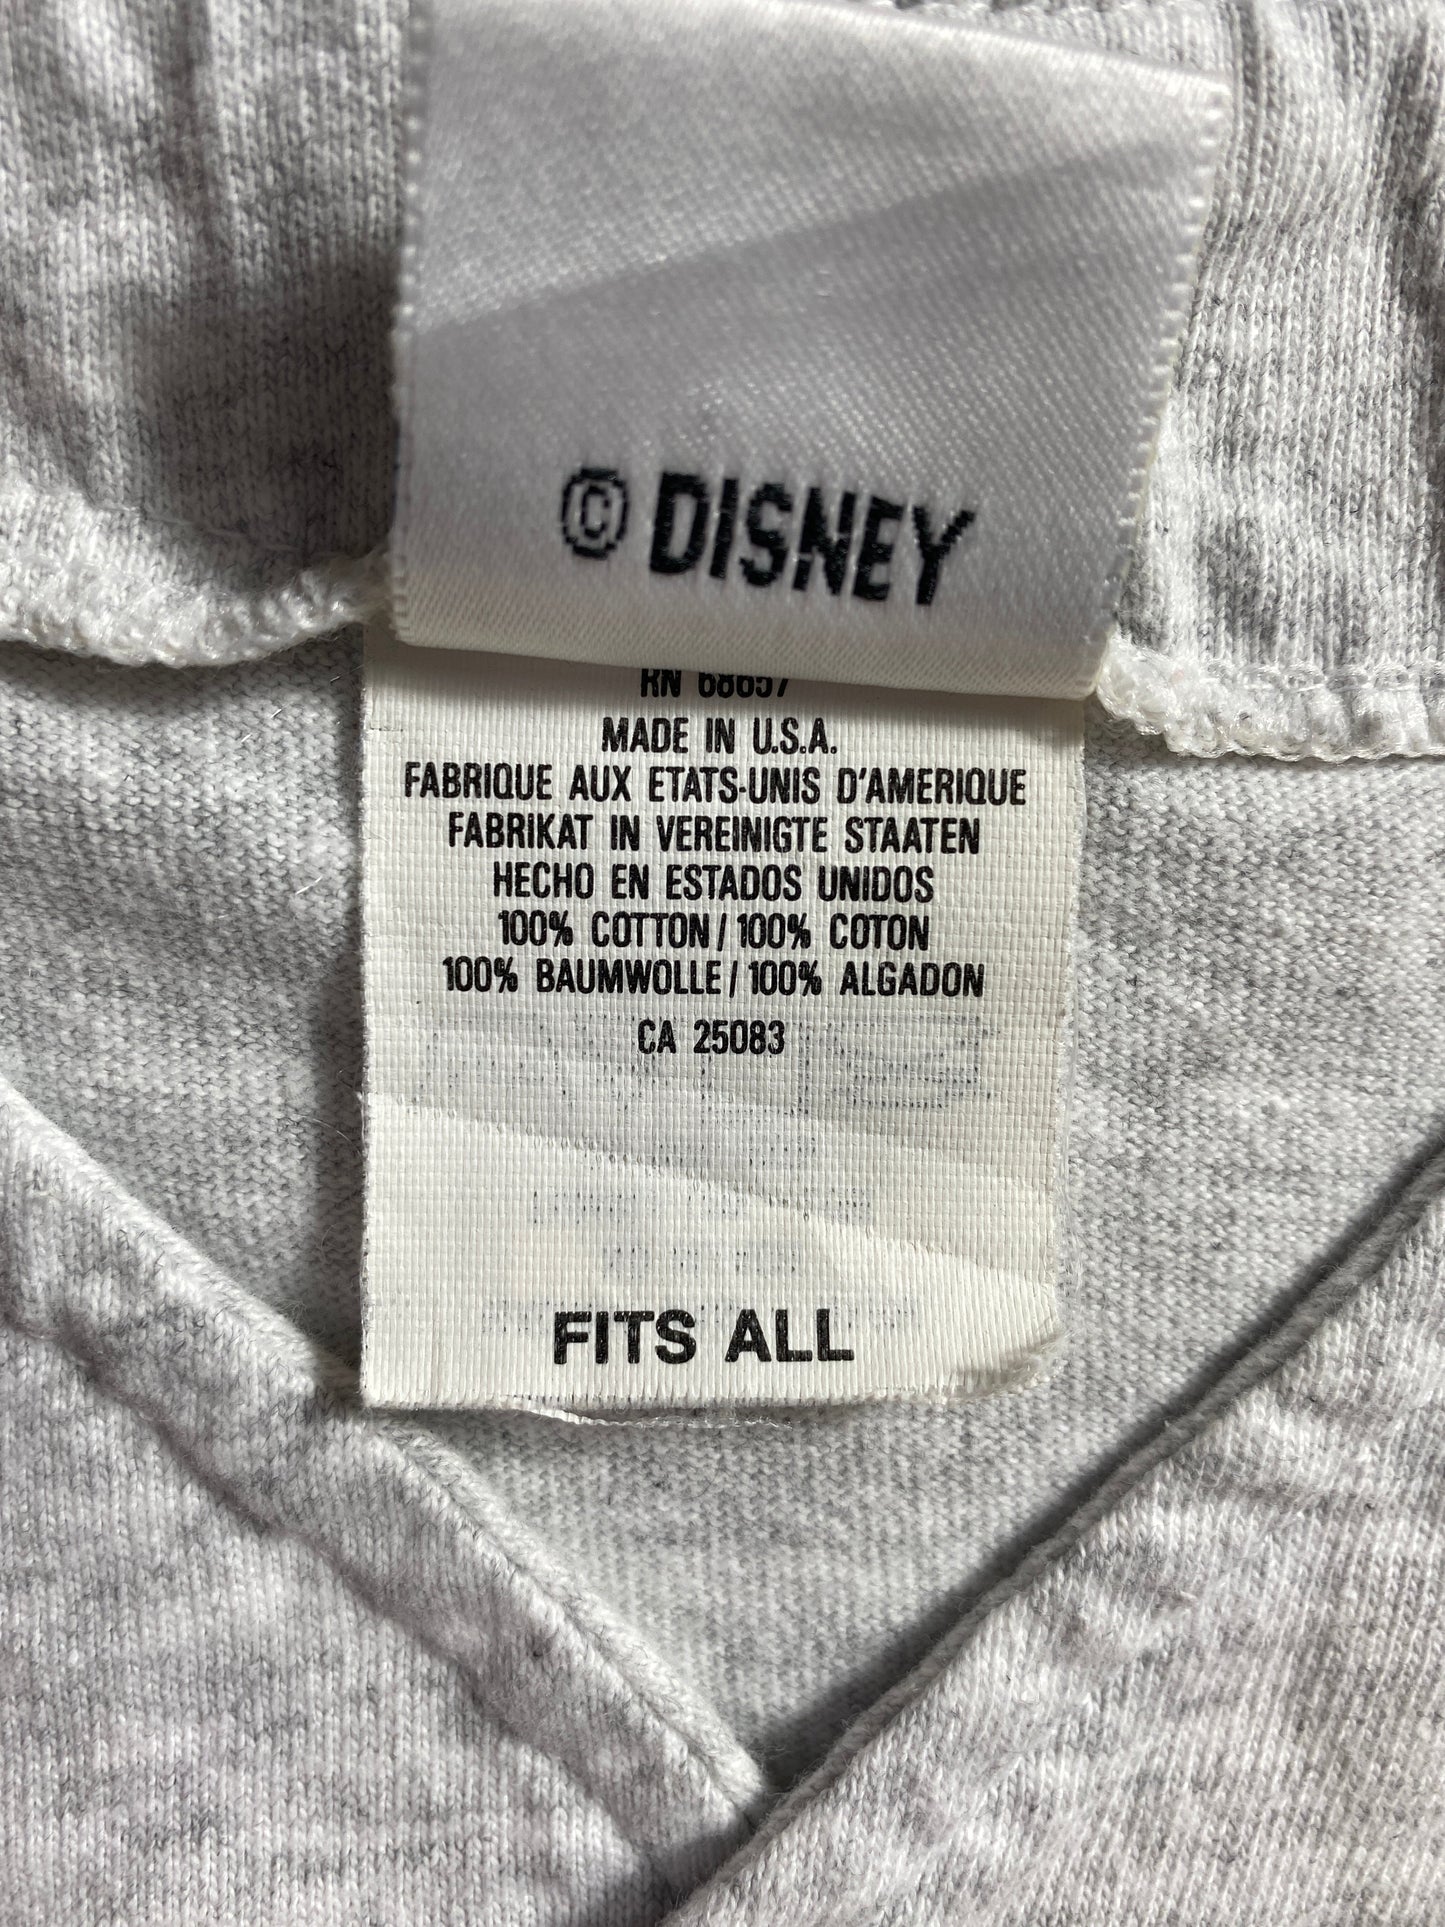 © DISNEY
RN 68657
MADE IN U.S.A.
FABRIQUE AUX ETATS-UNIS D'AMERIQUE
FABRIKAT IN VEREINIGTE STAATEN
HECHO EN ESTADOS UNIDOS
100% COTTON / 100% COTON
100% BAUMWOLLE / 100% ALGADON
CA 25083
FITS ALL